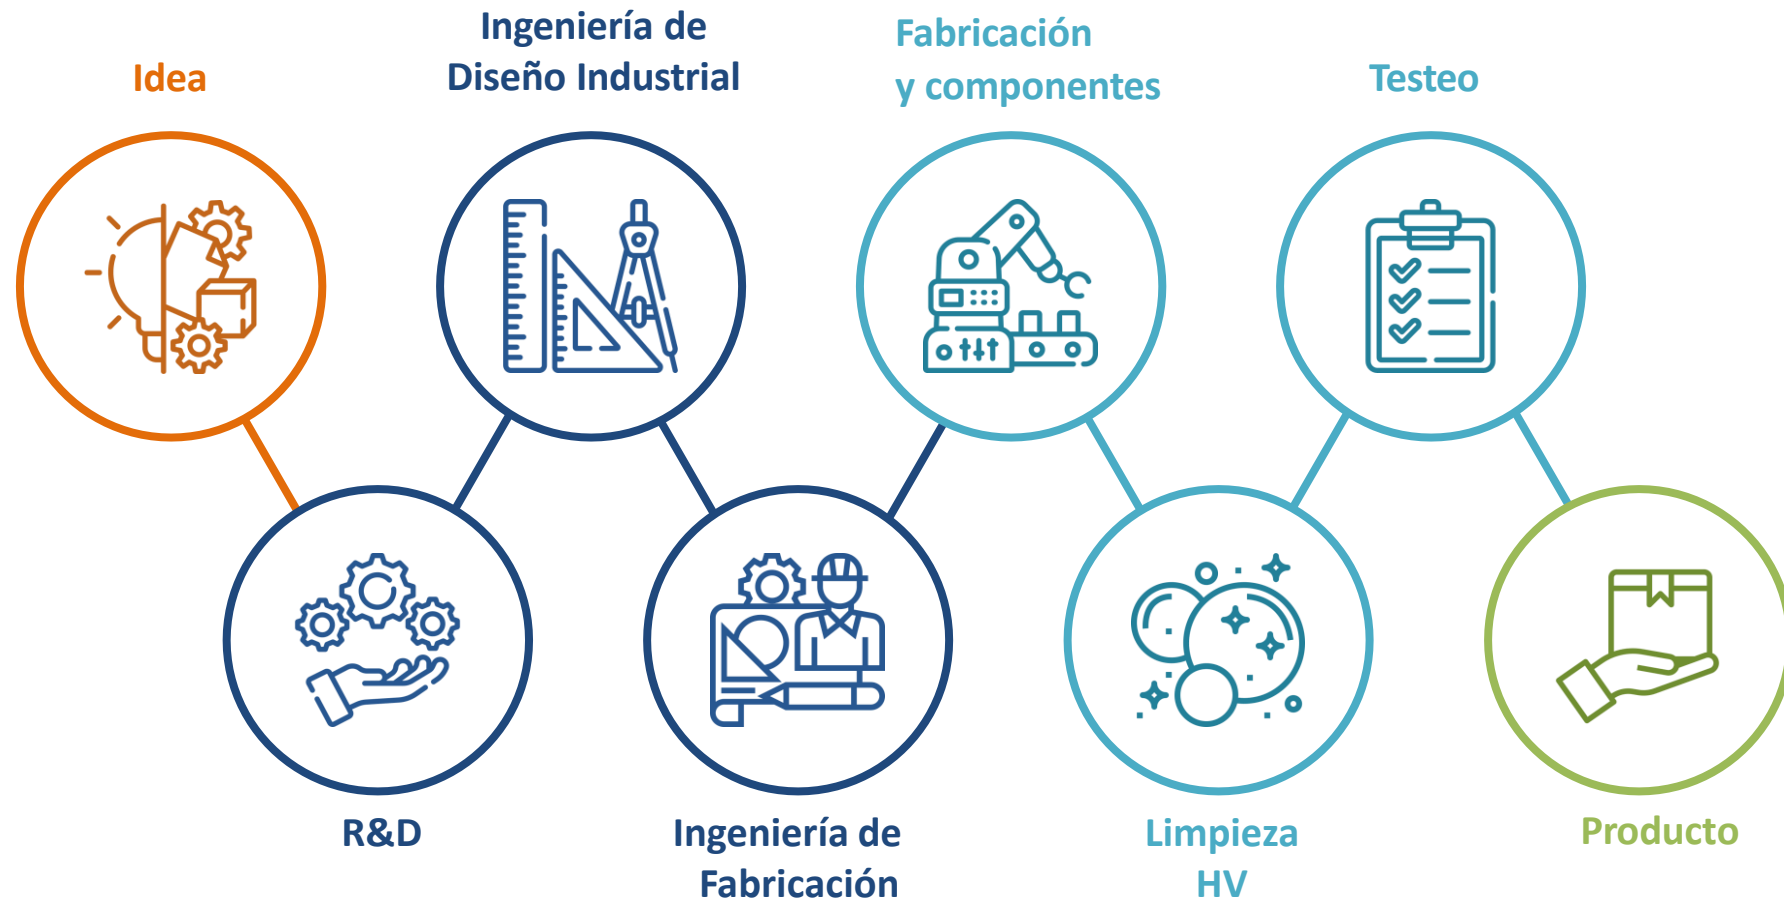 Idea
Ingeniería de
Diseño Industrial
Fabricación
y componentes
Testeo
R&D
Ingeniería de
Fabricación
Limpieza
HV
Producto